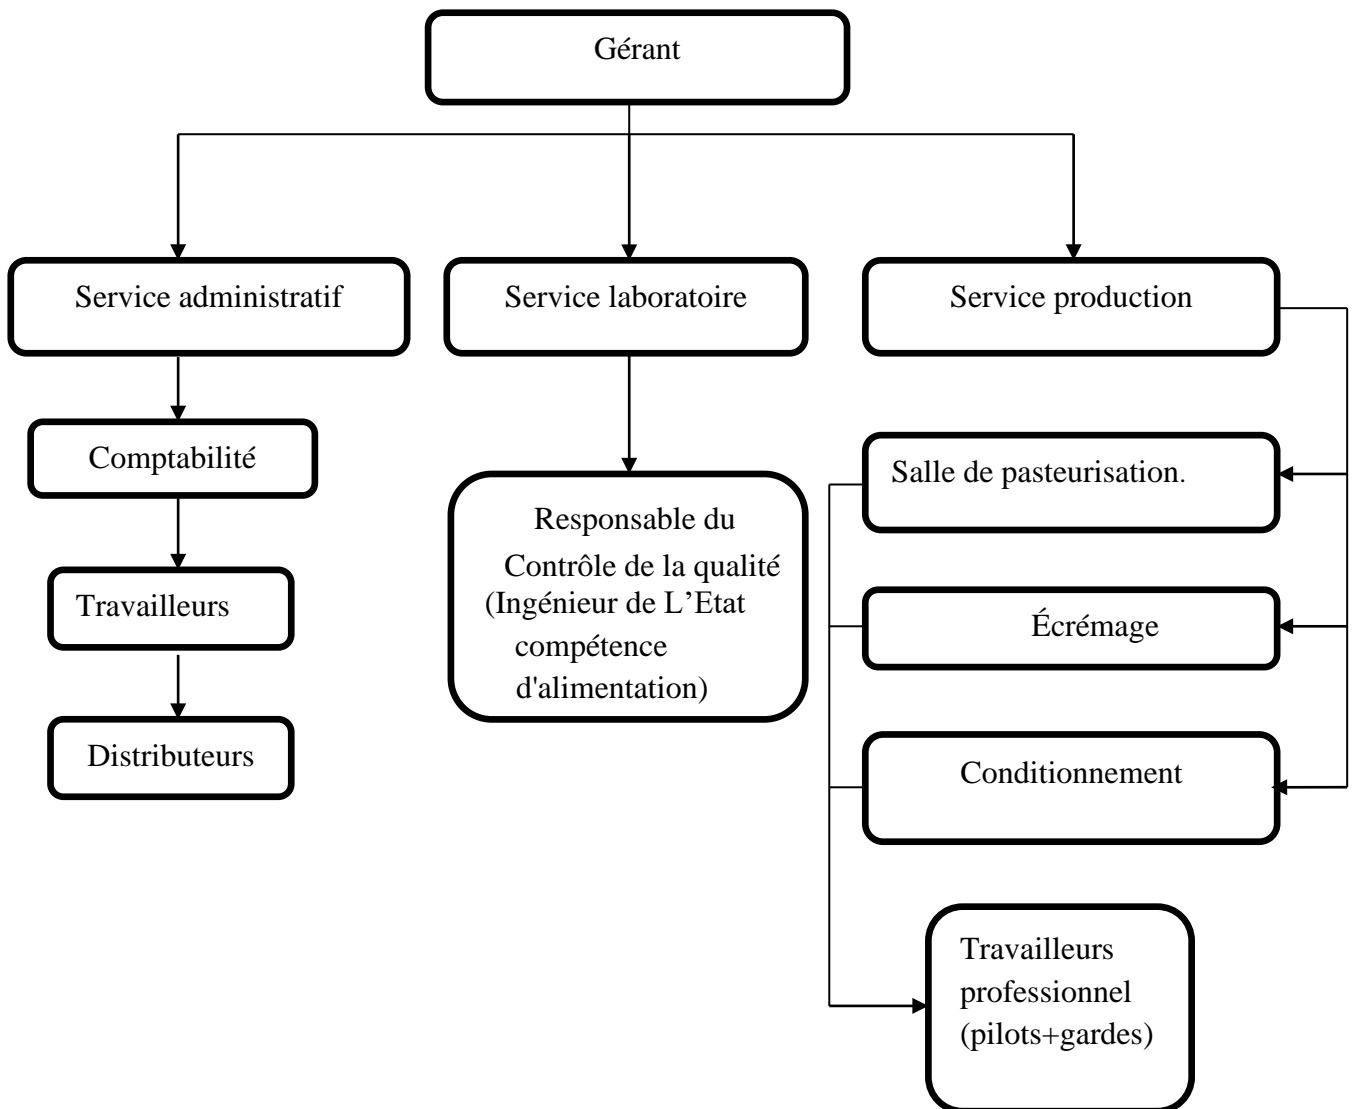 Gérant
Service administratif
Service laboratoire
Service production
Comptabilité
Travailleurs
Distributeurs
Responsable du
Contrôle de la qualité
(Ingénieur de L’Etat
compétence
d'alimentation)
Salle de pasteurisation.
Écrémage
Conditionnement
Travailleurs
professionnel
(pilots+gardes)